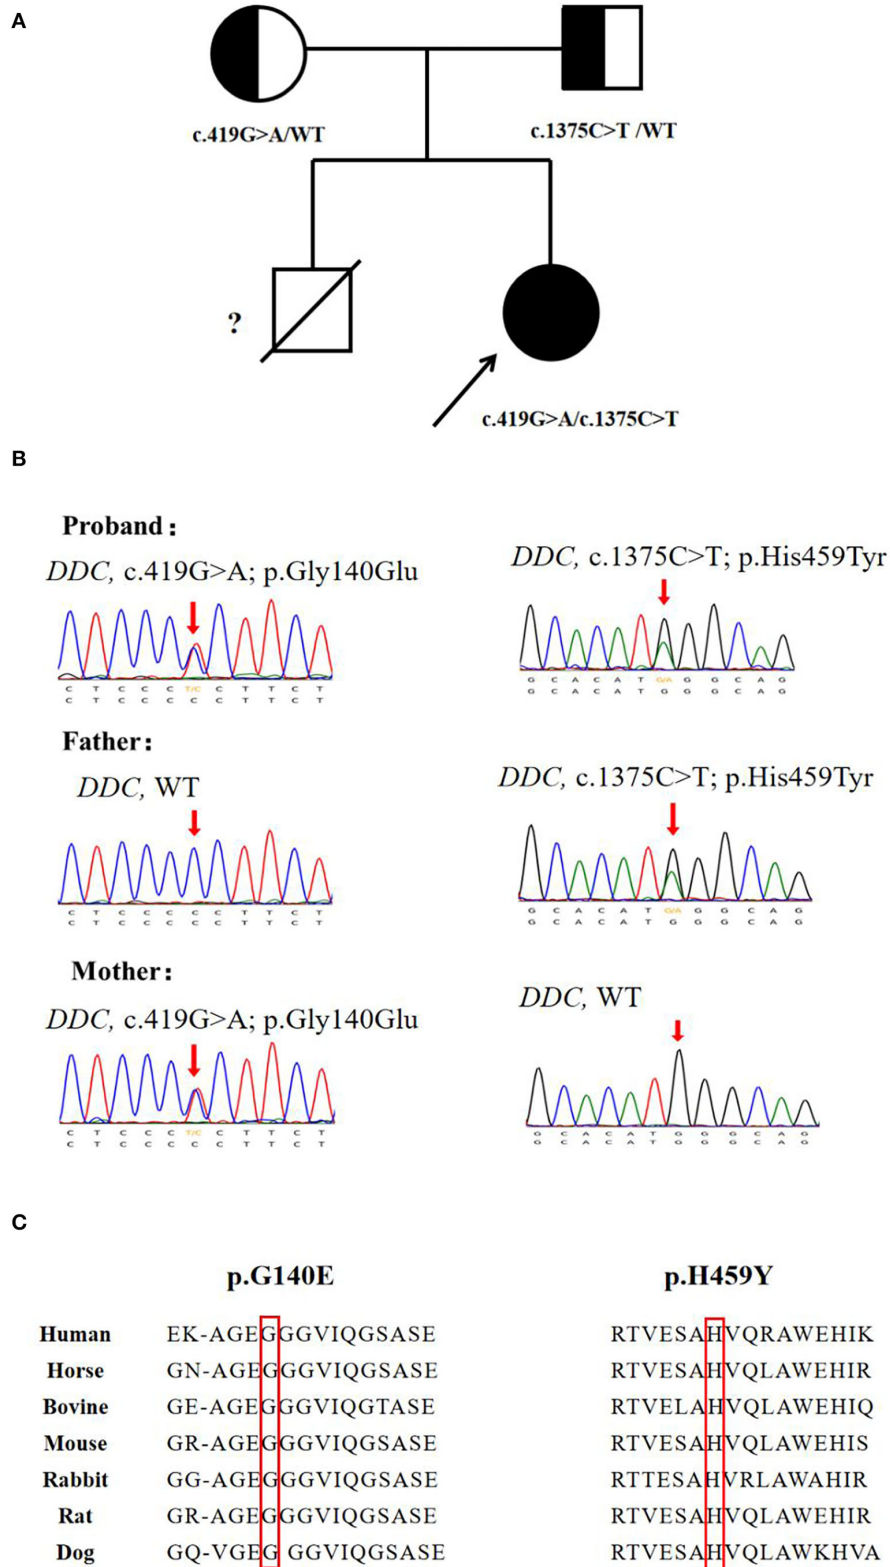 A
c.419G>A/WT
c.1375C>T /WT
?
c.419G>A/c.1375C>T
B
Proband：
DDC, c.419G>A; p.Gly140Glu
DDC, c.1375C>T; p.His459Tyr
C T C C C T/C C T T C T
C T C C C C C T T C T
G C A C A T G/A G G C A G
G C A C A T G G G C A G
Father：
DDC, WT
DDC, c.1375C>T; p.His459Tyr
C T C C C C C T T C T
C T C C C C C T T C T
G C A C A T G/A G G C A G
G C A C A T G G G C A G
Mother：
DDC, c.419G>A; p.Gly140Glu
DDC, WT
C T C C C T/C C T T C T
C T C C C C C T T C T
G C A C A T G G G C A G
G C A C A T G G G C A G
C
p.G140E
p.H459Y
Human EK-AGEGGGVIQGSASE RTVESAHVQRAWEHIK
Horse GN-AGEGGGVIQGSASE RTVESAHVQLAWEHIR
Bovine GE-AGEGGGVIQGTASE RTVELAHVQLAWEHIQ
Mouse GR-AGEGGGVIQGSASE RTVESAHVQLAWEHIS
Rabbit GG-AGEGGGVIQGSASE RTTESAHVRLAWAHIR
Rat GR-AGEGGGVIQGSASE RTVESAHVQLAWEHIR
Dog GQ-VGEG GGVIQGSASE RTVESAHVQLAWKHVA